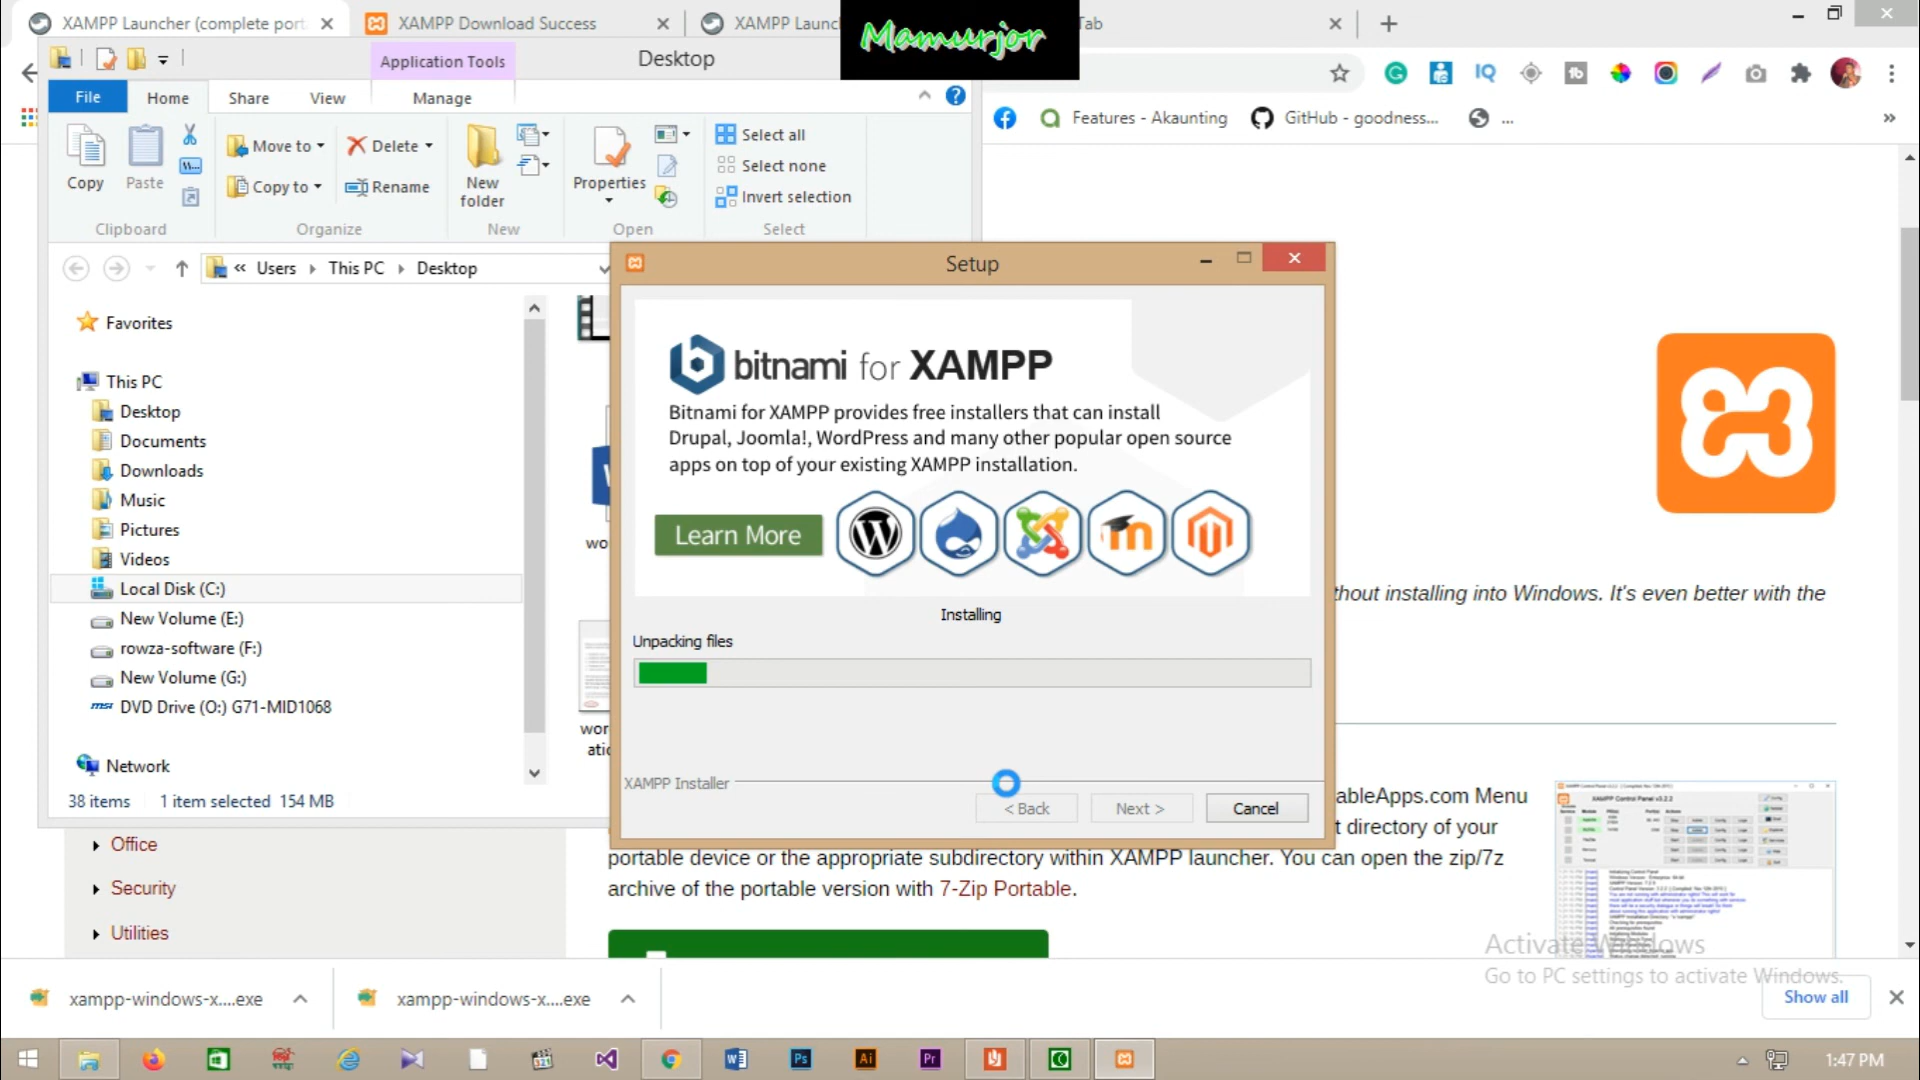 XAMPP Launcher (complete port
XAMPP Download Success
XAMPP Launc
Tab
Mamurjor
Application Tools
Desktop
File
Home
Share
View
Manage
Features - Akaunting
GitHub - goodness...
...
Copy
Paste
Move to
Copy to
Delete
Rename
New
folder
Properties
Select all
Select none
Invert selection
Clipboard
Organize
New
Open
Select
« Users
This PC
Desktop
Favorites
This PC
Desktop
Documents
Downloads
Music
Pictures
Videos
Local Disk (C:)
New Volume (E:)
rowza-software (F:)
New Volume (G:)
DVD Drive (O:) G71-MID1068
Network
38 items
1 item selected 154 MB
Setup
bitnami for XAMPP
Bitnami for XAMPP provides free installers that can install
Drupal, Joomla!, WordPress and many other popular open source
apps on top of your existing XAMPP installation.
Learn More
Installing
Unpacking files
XAMPP Installer
< Back
Next >
Cancel
thout installing into Windows. It's even better with the
ableApps.com Menu
t directory of your
portable device or the appropriate subdirectory within XAMPP launcher. You can open the zip/7z
archive of the portable version with 7-Zip Portable.
XAMPP Control Panel v3.2.2
Office
Security
Utilities
Activate Windows
Go to PC settings to activate Windows.
xampp-windows-x....exe
xampp-windows-x....exe
Show all
1:47 PM